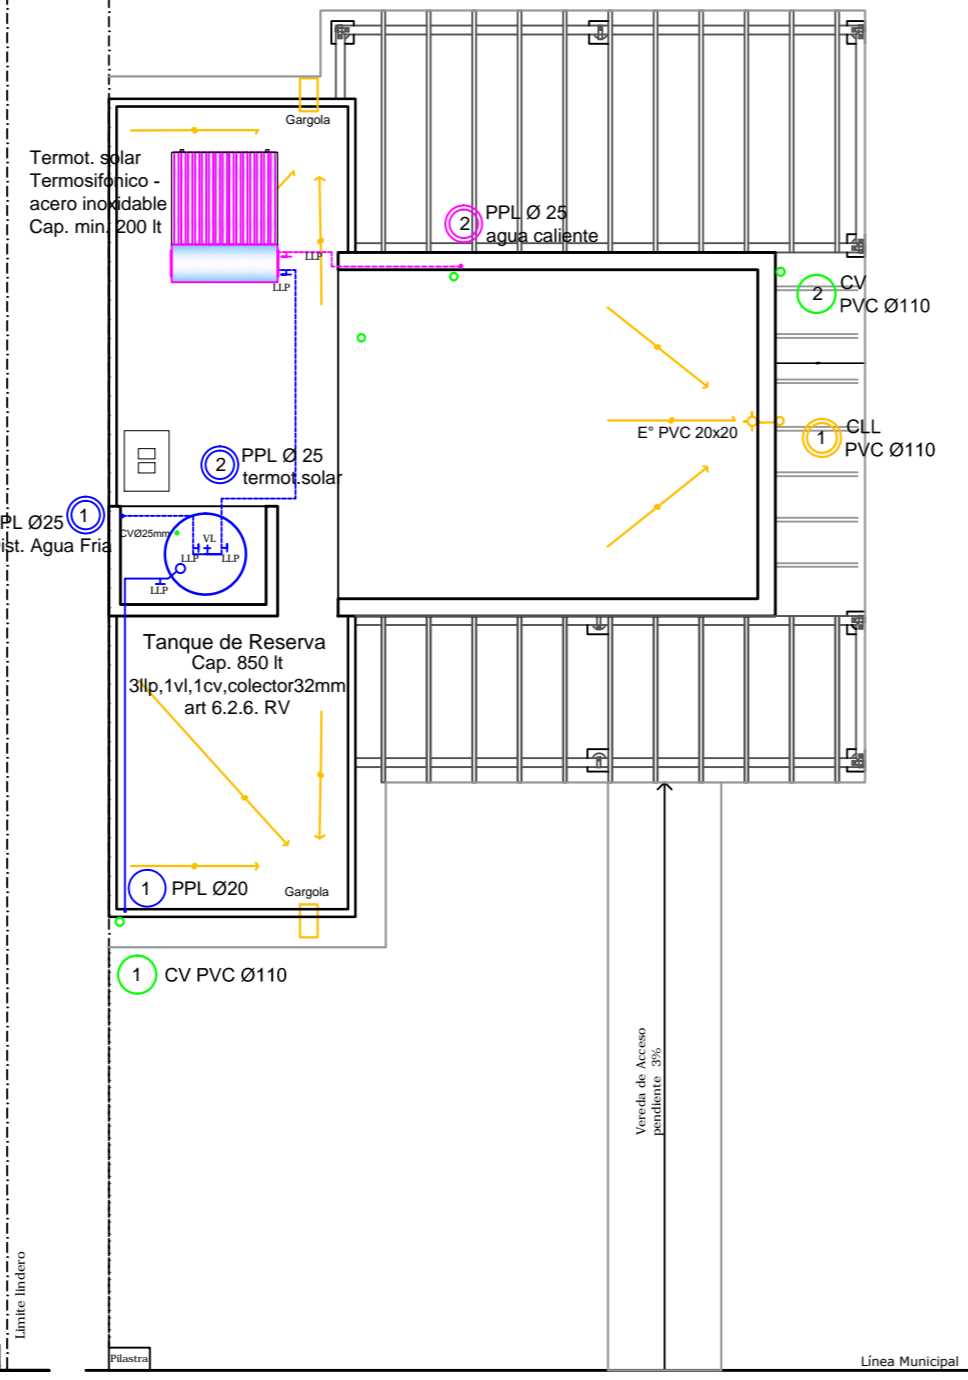 Gargola
Termot. solar
Termosifonico -
acero inoxidable
Cap. min. 200 lt
LLP
LLP
2
PPL Ø 25
agua caliente
2
CV
PVC Ø110
E° PVC 20x20
1
CLL
PVC Ø110
2
PPL Ø 25
termot.solar
PL Ø25
1
ist. Agua Fria
CVØ25mm
VL
LLP
LLP
LLP
Tanque de Reserva
Cap. 850 lt
3llp,1vl,1cv,colector32mm
art 6.2.6. RV
1
PPL Ø20
Gargola
1
CV PVC Ø110
Vereda de Acceso
pendiente 3%
Limite lindero
Pilastra
Línea Municipal